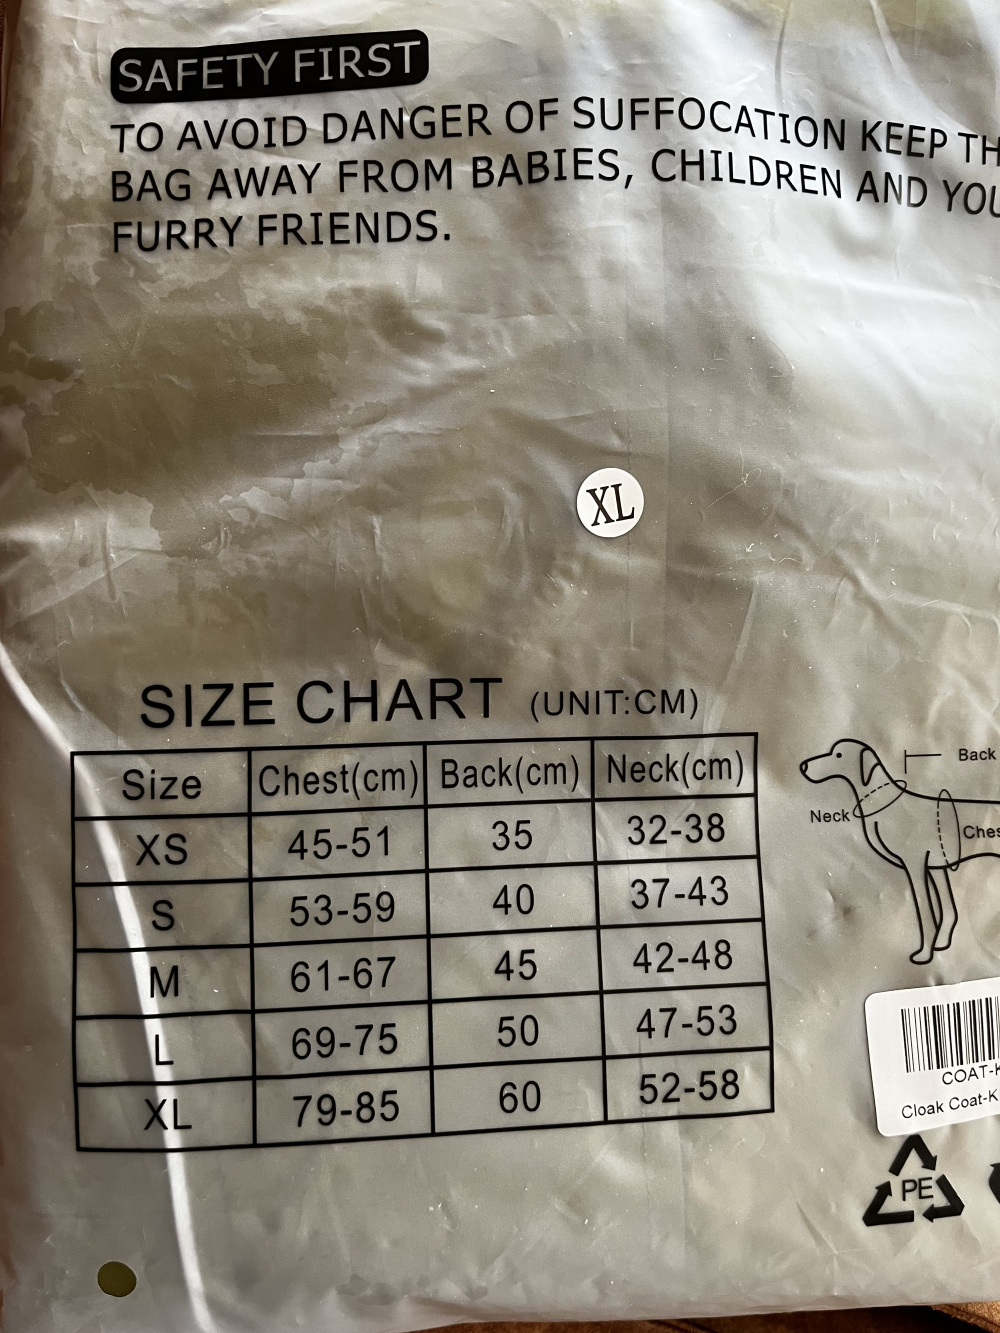 SAFETY FIRST
TO AVOID DANGER OF SUFFOCATION KEEP TH
BAG AWAY FROM BABIES, CHILDREN AND YOU
FURRY FRIENDS.
XL
SIZE CHART (UNIT:CM)
Size Chest(cm) Back(cm) Neck(cm)
XS 45-51 35 32-38
S 53-59 40 37-43
M 61-67 45 42-48
L 69-75 50 47-53
XL 79-85 60 52-58
Back
Neck
Ches
COAT-K
Cloak Coat-K
PE